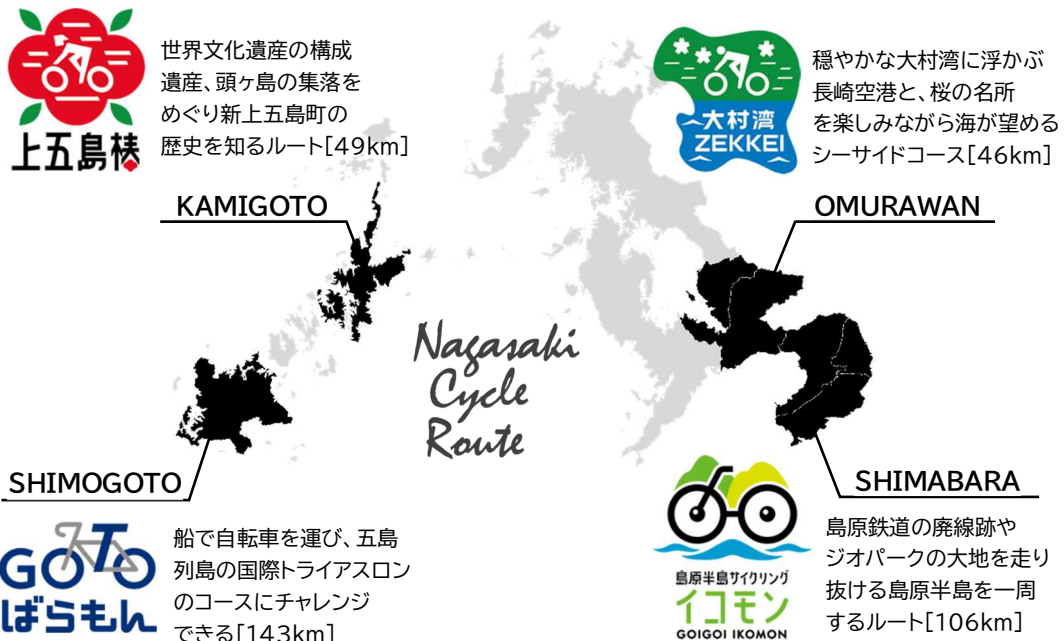 世界文化遺産の構成
遺産、頭ヶ島の集落を
めぐり新上五島町の
歴史を知るルート[49km]
上五島椿
KAMIGOTO
穏やかな大村湾に浮かぶ
長崎空港と、桜の名所
を楽しみながら海が望める
シーサイドコース[46km]
大村湾
ZEKKEI
OMURAWAN
Nagasaki
Cycle
Route
SHIMOGOTO
GOTO
ばらもん
船で自転車を運び、五島
列島の国際トライアスロン
のコースにチャレンジ
できる[143km]
SHIMABARA
島原半島サイクリング
イコモン
GOIGOI IKOMON
島原鉄道の廃線跡や
ジオパークの大地を走り
抜ける島原半島を一周
するルート[106km]